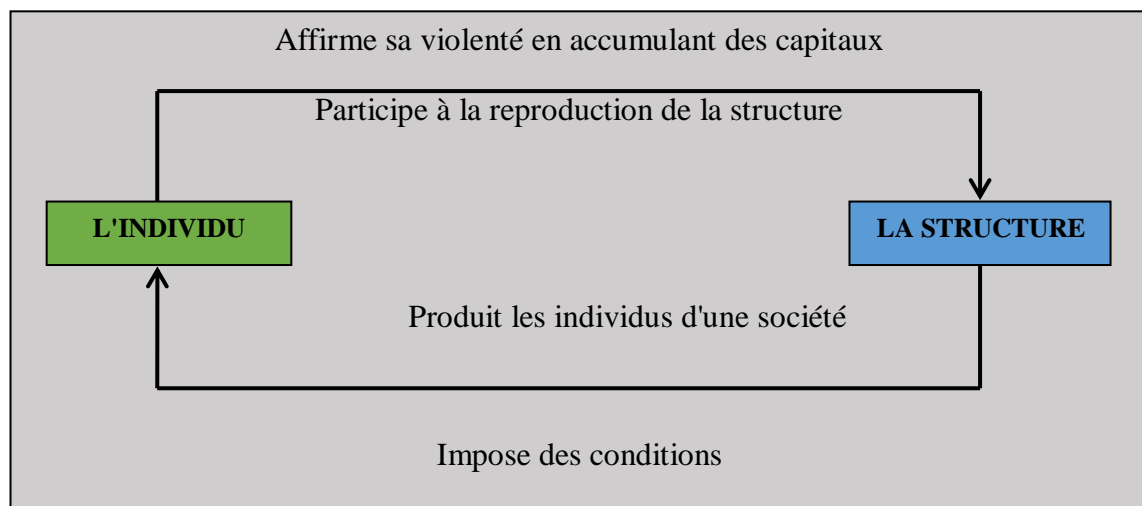 Affirme sa violenté en accumulant des capitaux
Participe à la reproduction de la structure
L'INDIVIDU
LA STRUCTURE
Produit les individus d'une société
Impose des conditions